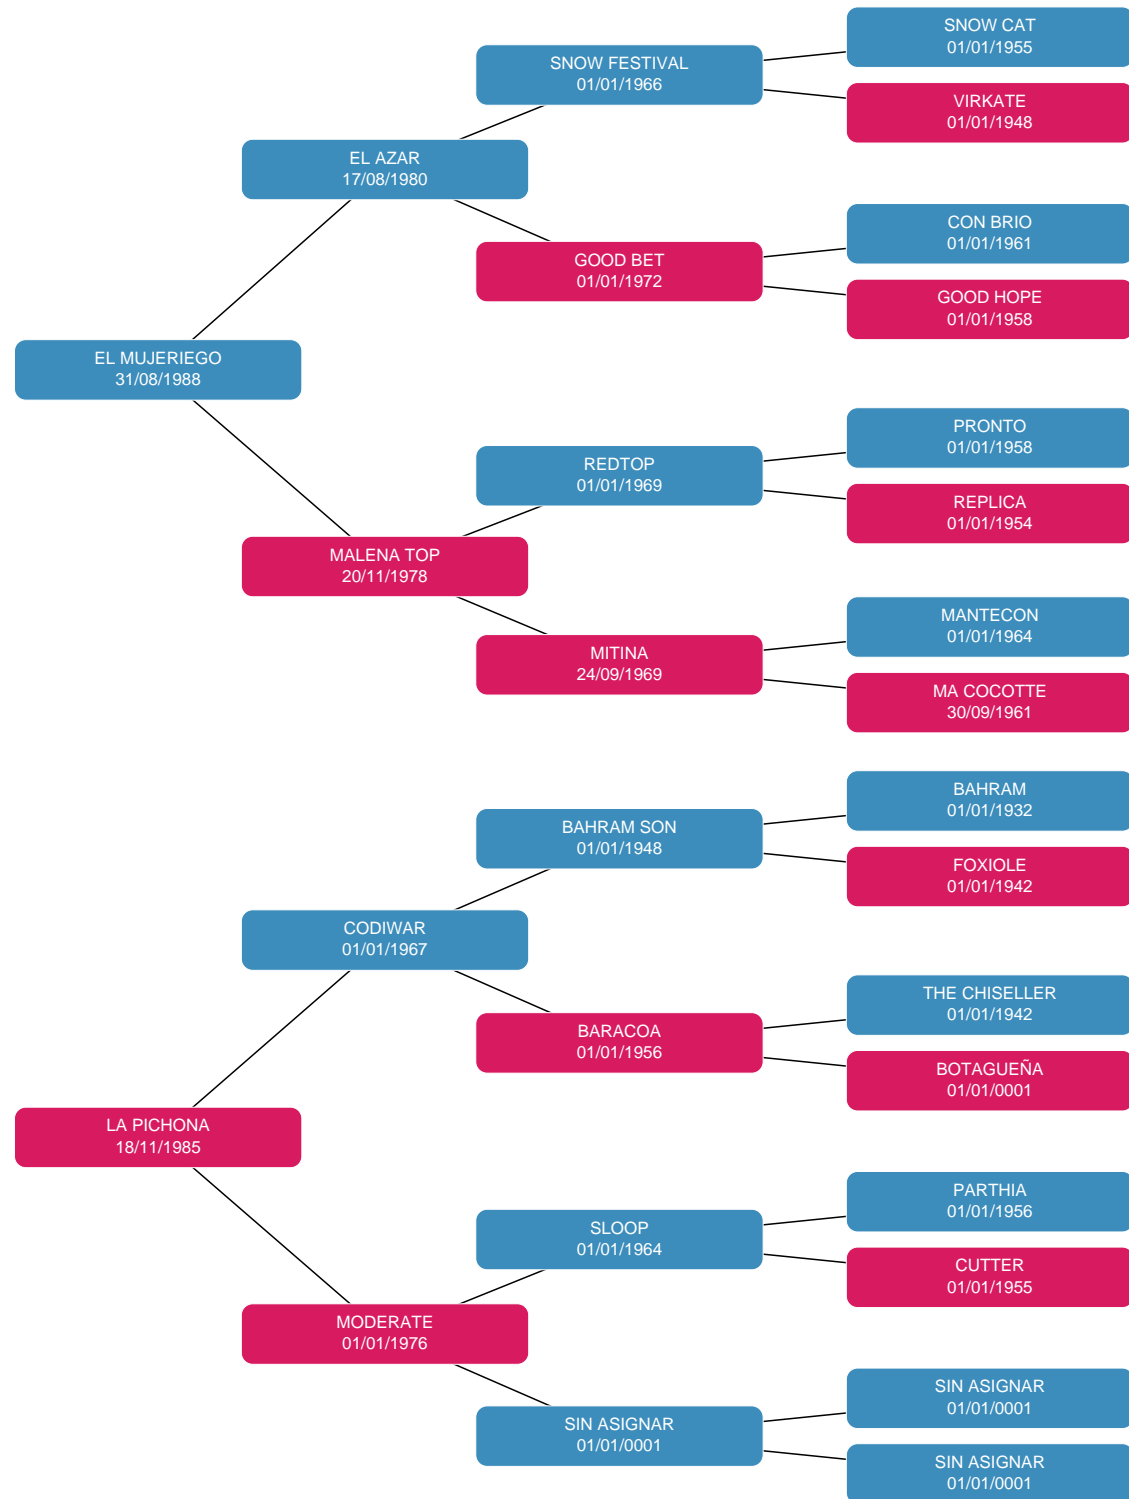 SNOW CAT
01/01/1955
SNOW FESTIVAL
01/01/1966
VIRKATE
01/01/1948
EL AZAR
17/08/1980
CON BRIO
01/01/1961
GOOD BET
01/01/1972
GOOD HOPE
01/01/1958
EL MUJERIEGO
31/08/1988
PRONTO
01/01/1958
REDTOP
01/01/1969
REPLICA
01/01/1954
MALENA TOP
20/11/1978
MANTECON
01/01/1964
MITINA
24/09/1969
MA COCOTTE
30/09/1961
BAHRAM
01/01/1932
BAHRAM SON
01/01/1948
FOXIOLE
01/01/1942
CODIWAR
01/01/1967
THE CHISELLER
01/01/1942
BARACOA
01/01/1956
BOTAGUEÑA
01/01/0001
LA PICHONA
18/11/1985
PARTHIA
01/01/1956
SLOOP
01/01/1964
CUTTER
01/01/1955
MODERATE
01/01/1976
SIN ASIGNAR
01/01/0001
SIN ASIGNAR
01/01/0001
SIN ASIGNAR
01/01/0001